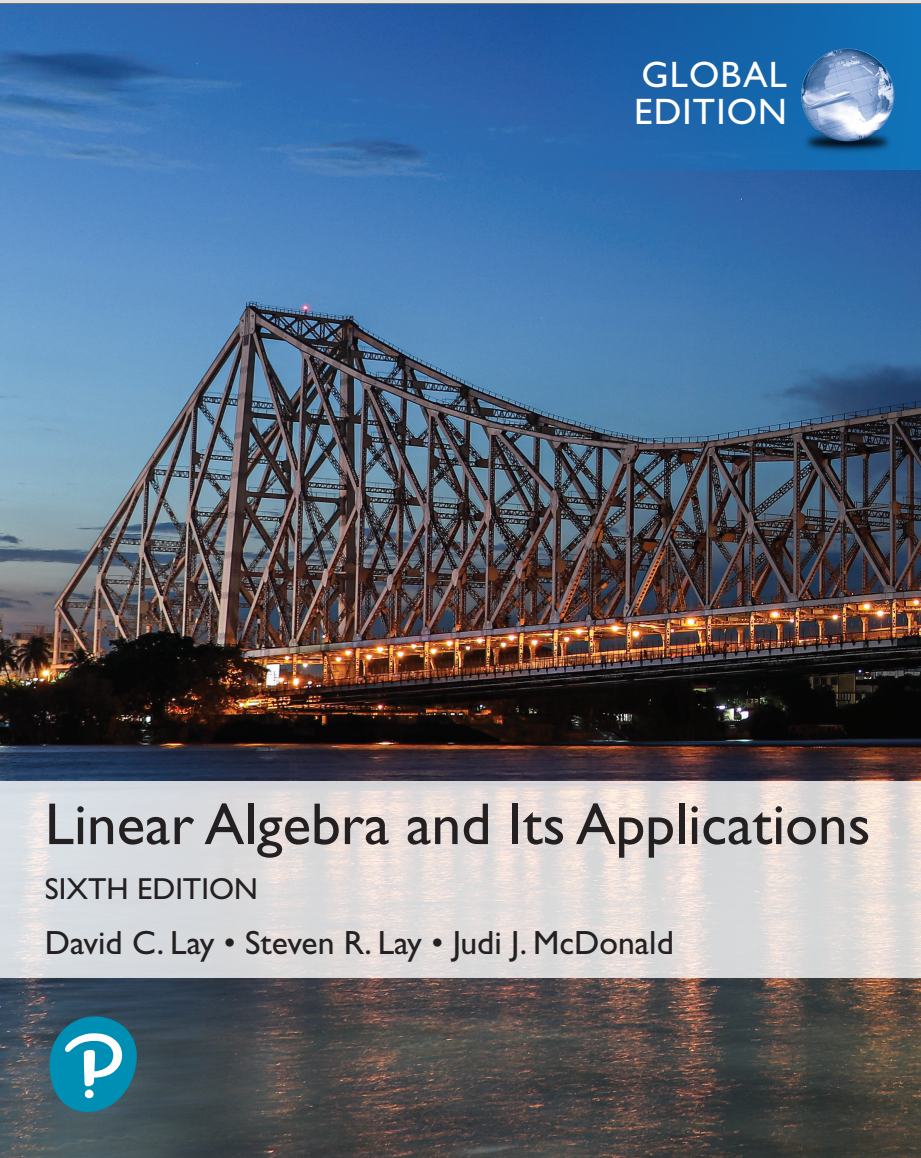 GLOBAL
EDITION
Linear Algebra and Its Applications
SIXTH EDITION
David C. Lay • Steven R. Lay • Judi J. McDonald